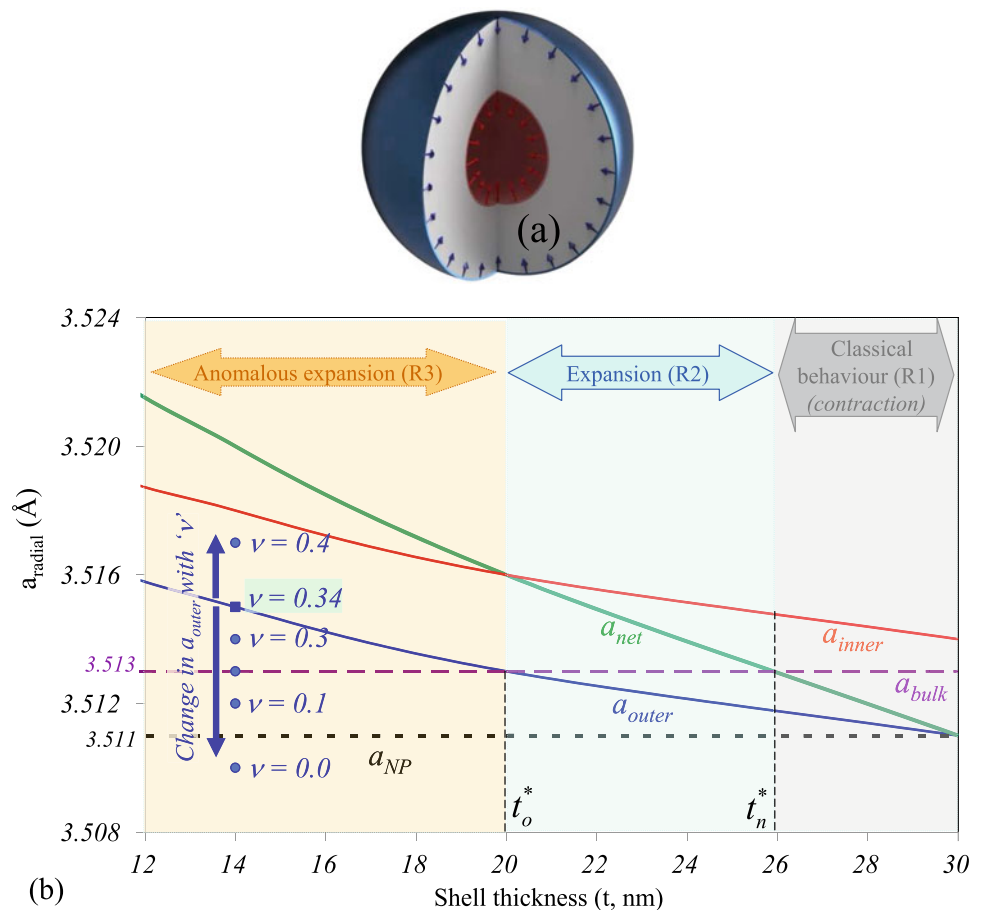 (a)
3.524
3.520
3.516
3.513
3.512
3.511
3.508
a_radial (Å)
Anomalous expansion (R3)
Expansion (R2)
Classical
behaviour (R1)
(contraction)
Change in a_outer with ‘ν’
ν = 0.4
ν = 0.34
ν = 0.3
ν = 0.1
ν = 0.0
a_net
a_inner
a_bulk
a_outer
a_NP
t_o^*
t_n^*
12 14 16 18 20 22 24 26 28 30
Shell thickness (t, nm)
(b)